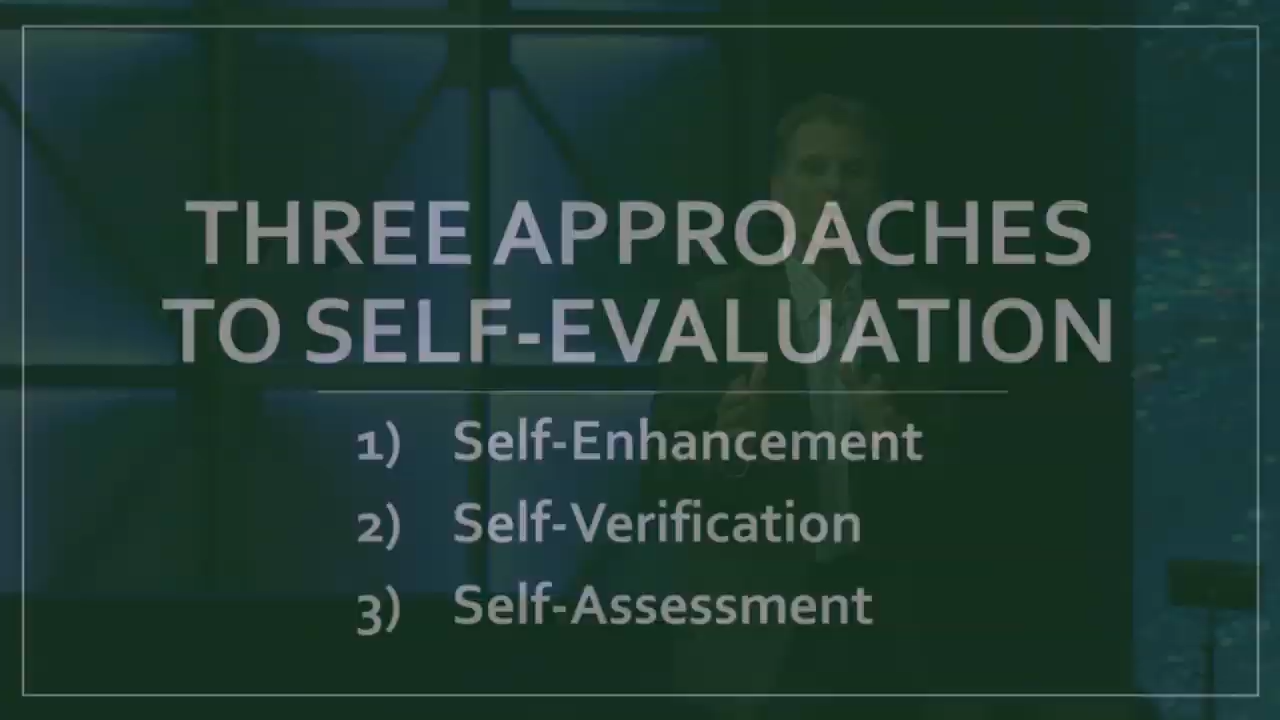 THREE APPROACHES
TO SELF-EVALUATION
1) Self-Enhancement
2) Self-Verification
3) Self-Assessment